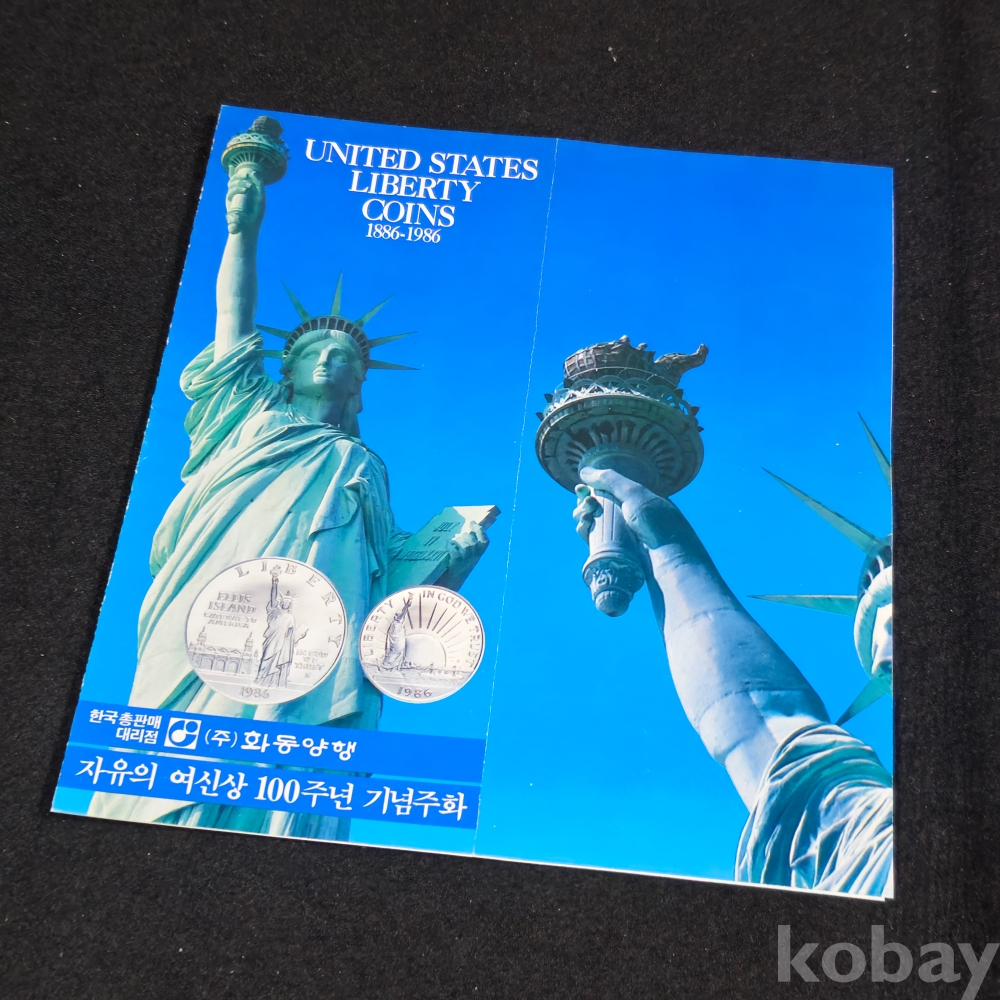 UNITED STATES
LIBERTY
COINS
1886-1986
LIBERTY
ELLIS
ISLAND
1986
LIBERTY
IN GOD WE TRUST
1986
한국총판매
대리점
(주) 화동양행
자유의 여신상 100주년 기념주화
kobay